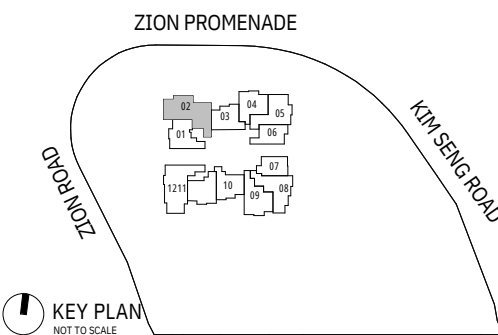 ZION PROMENADE
ZION ROAD
KIM SENG ROAD
02
04
03
05
01
06
07
1211
10
09
08
KEY PLAN
NOT TO SCALE